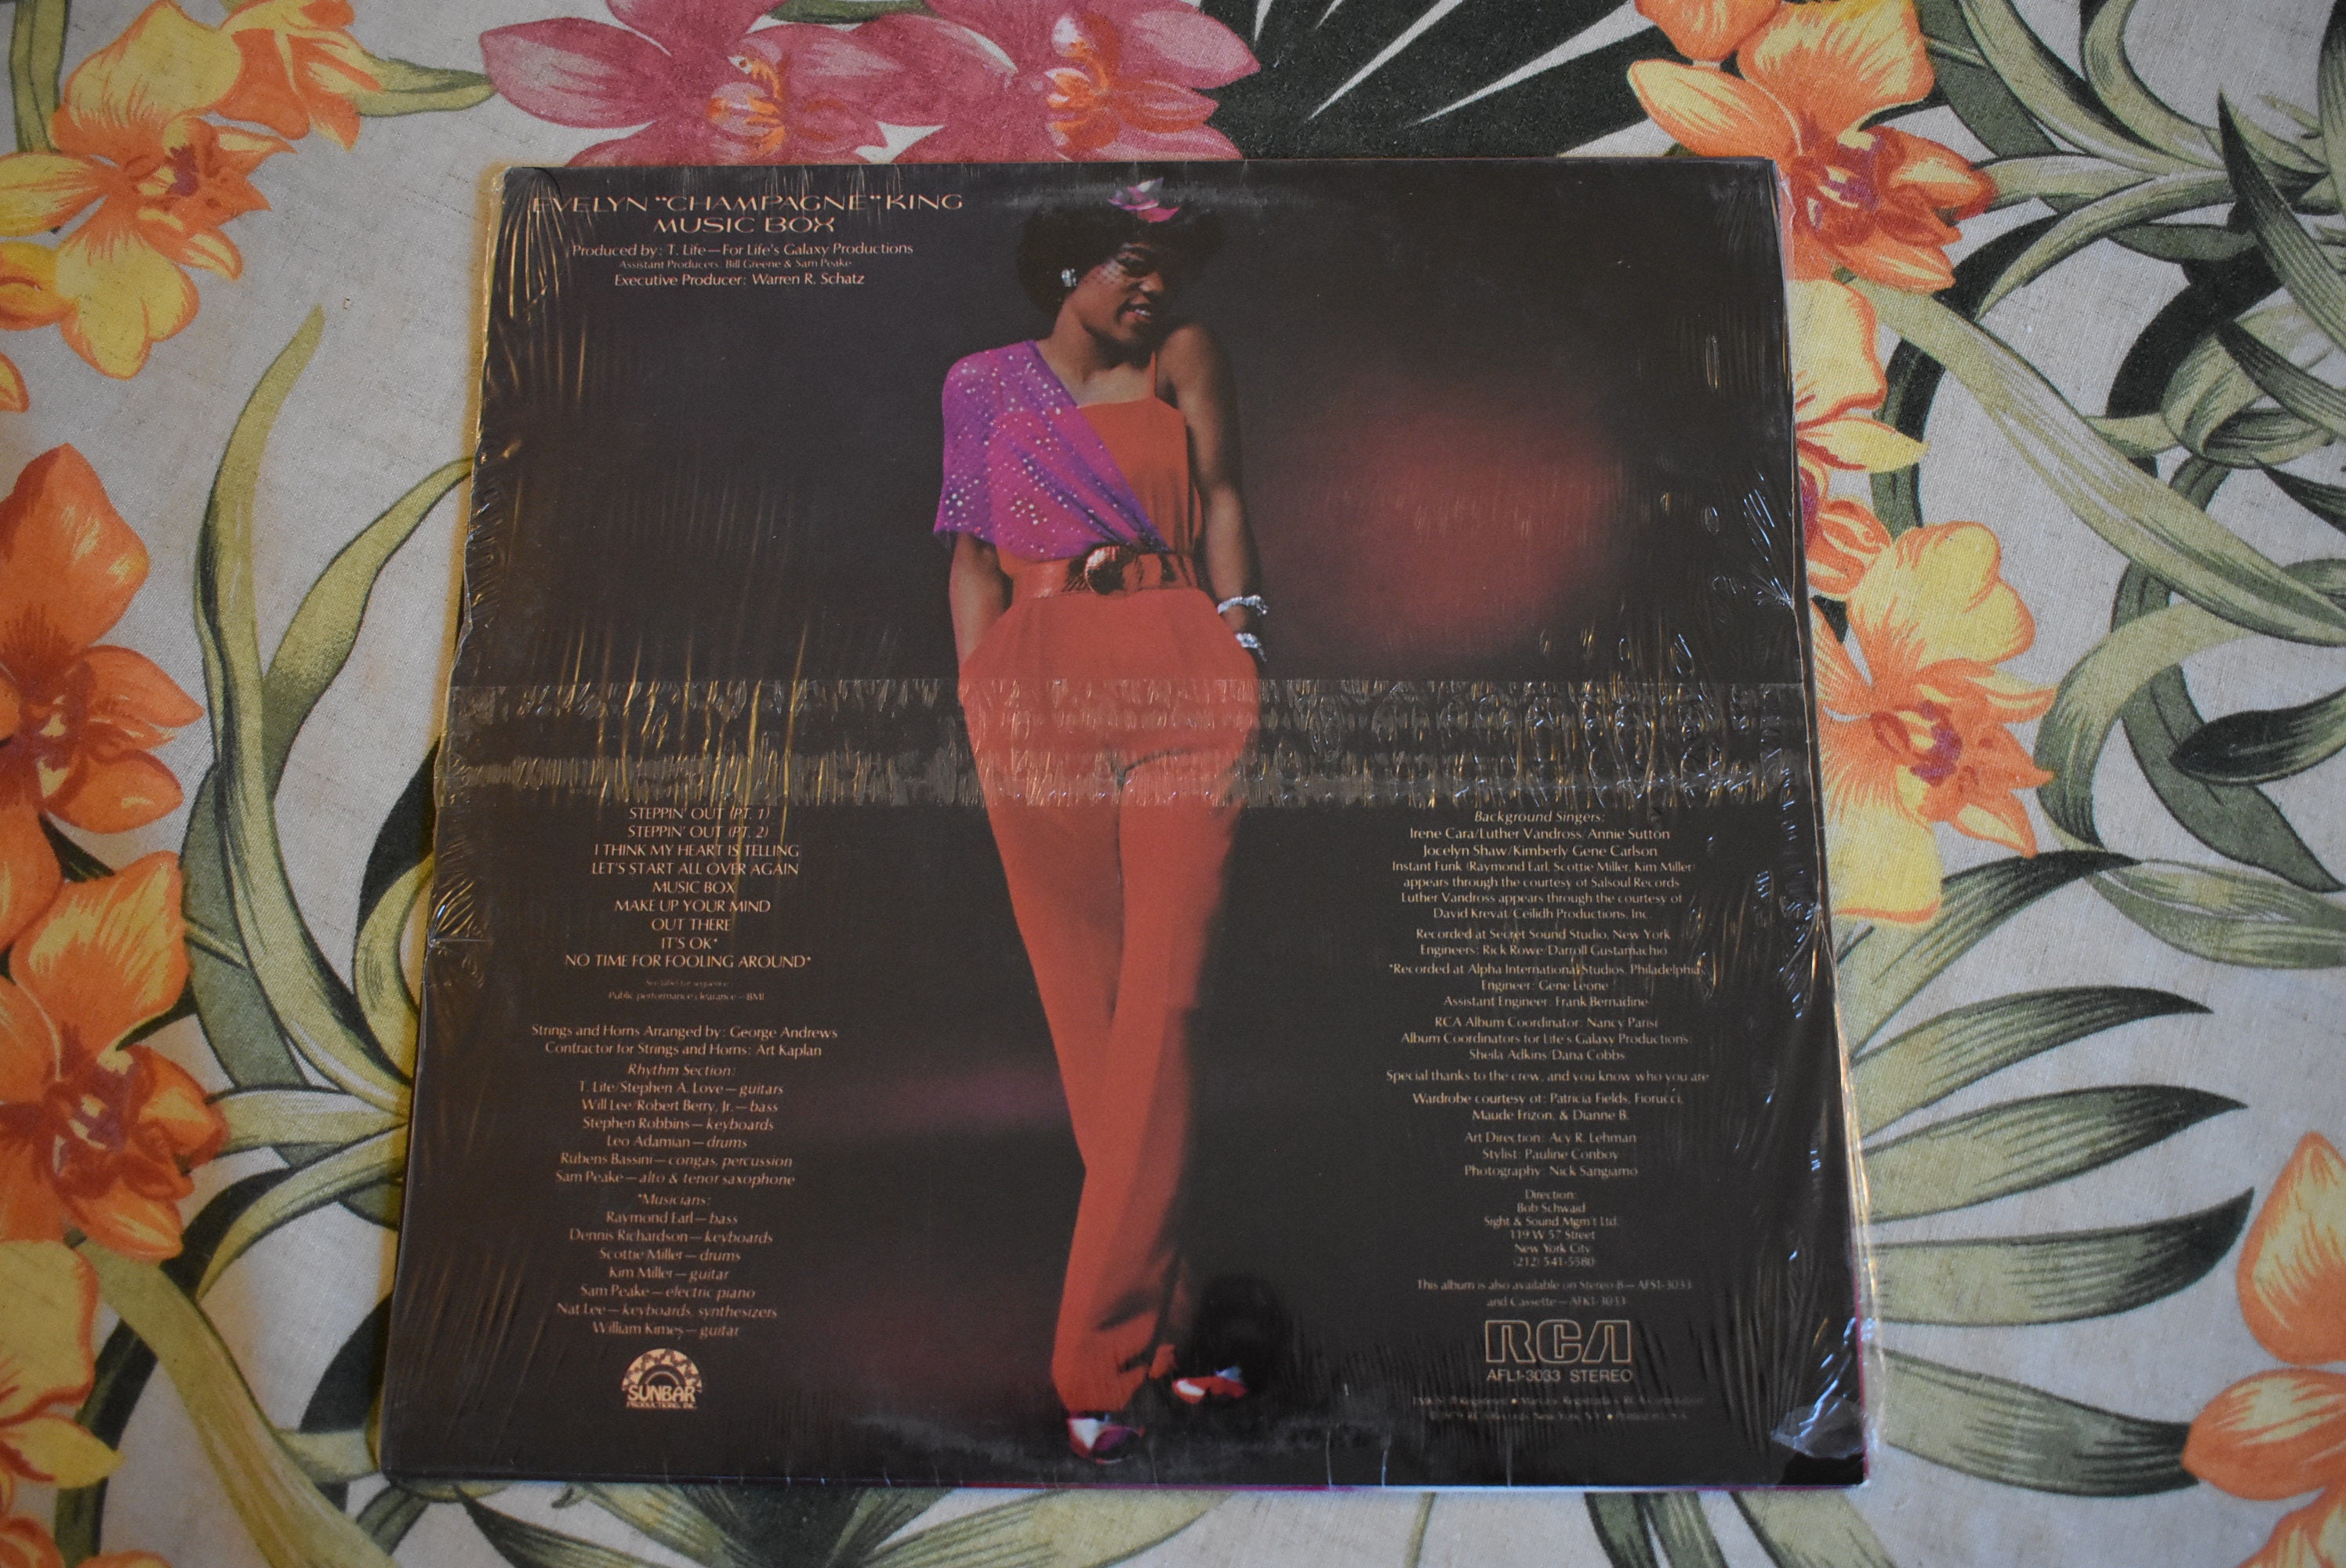 EVELYN "CHAMPAGNE" KING
MUSIC BOX
Produced by: T. Life—For Life's Galaxy Productions
Assistant Producers: Bill Greene & Sam Peake
Executive Producer: Warren R. Schatz
STEPPIN' OUT (PT. 1)
STEPPIN' OUT (PT. 2)
I THINK MY HEART IS TELLING
LET'S START ALL OVER AGAIN
MUSIC BOX
MAKE UP YOUR MIND
OUT THERE
IT'S OK*
NO TIME FOR FOOLING AROUND*
See label for sequence
Public performance clearance—BMI
Strings and Horns Arranged by: George Andrews
Contractor for Strings and Horns: Art Kaplan
Rhythm Section:
T. Life/Stephen A. Love—guitars
Will Lee/Robert Berry, Jr.—bass
Stephen Robbins—keyboards
Leo Adamian—drums
Rubens Bassini—congas, percussion
Sam Peake—alto & tenor saxophone
*Musicians:
Raymond Earl—bass
Dennis Richardson—keyboards
Scottie Miller—drums
Kim Miller—guitar
Sam Peake—electric piano
Nat Lee—keyboards, synthesizers
William Kimes—guitar
SUNBAR
PRODUCTIONS, INC.
Background Singers:
Irene Cara/Luther Vandross/Annie Sutton
Jocelyn Shaw/Kimberly Gene Carlson
Instant Funk (Raymond Earl, Scottie Miller, Kim Miller)
appears through the courtesy of Salsoul Records
Luther Vandross appears through the courtesy of
David Krevat/Ceilidh Productions, Inc.
Recorded at Secret Sound Studio, New York
Engineers: Rick Rowe/Darroll Gustamachio
*Recorded at Alpha International Studios, Philadelphia
Engineer: Gene Leone
Assistant Engineer: Frank Bernadine
RCA Album Coordinator: Nancy Parisi
Album Coordinators for Life's Galaxy Productions:
Sheila Adkins/Dana Cobbs
Special thanks to the crew, and you know who you are
Wardrobe courtesy of: Patricia Fields, Fiorucci,
Maude Frizon, & Dianne B.
Art Direction: Acy R. Lehman
Stylist: Pauline Conboy
Photography: Nick Sangiamo
Direction:
Bob Schwaid
Sight & Sound Mgm't Ltd.
119 W 57 Street
New York City
(212) 541-5580
This album is also available on Stereo 8—AFS1-3033
and Cassette—AFK1-3033
RCA
AFL1-3033 STEREO